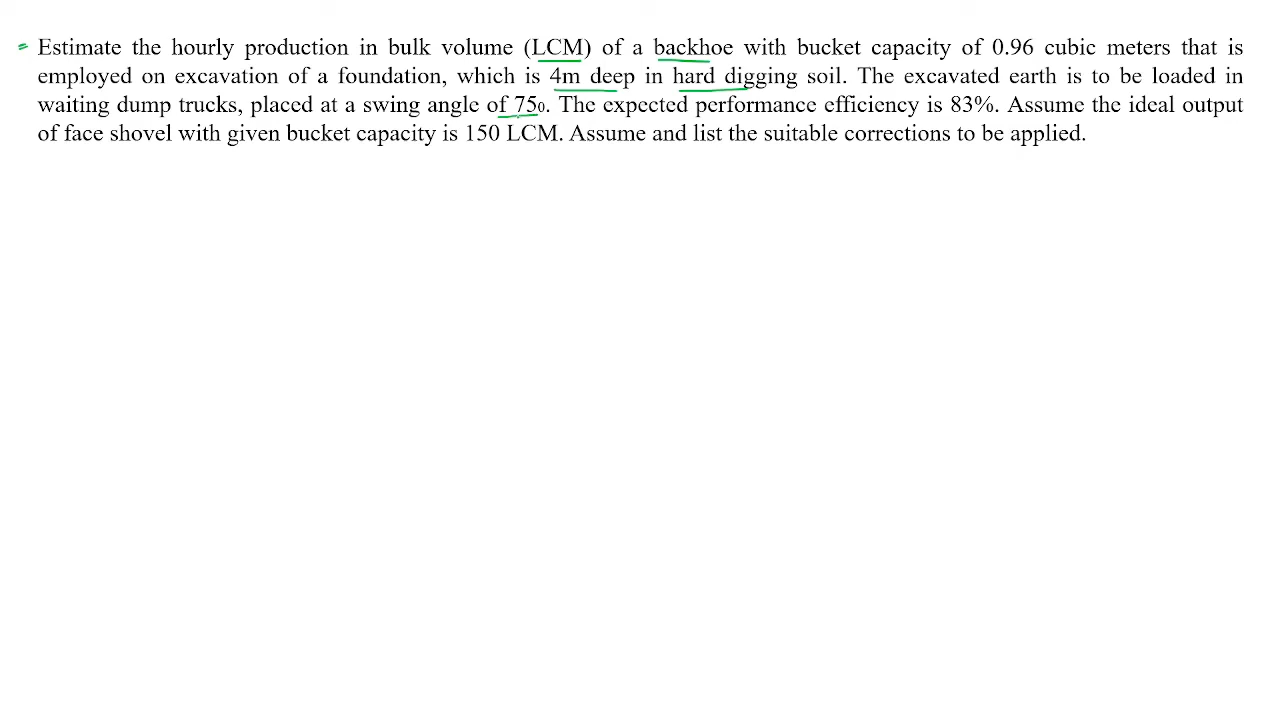 Estimate the hourly production in bulk volume (LCM) of a backhoe with bucket capacity of 0.96 cubic meters that is
employed on excavation of a foundation, which is 4m deep in hard digging soil. The excavated earth is to be loaded in
waiting dump trucks, placed at a swing angle of 750. The expected performance efficiency is 83%. Assume the ideal output
of face shovel with given bucket capacity is 150 LCM. Assume and list the suitable corrections to be applied.